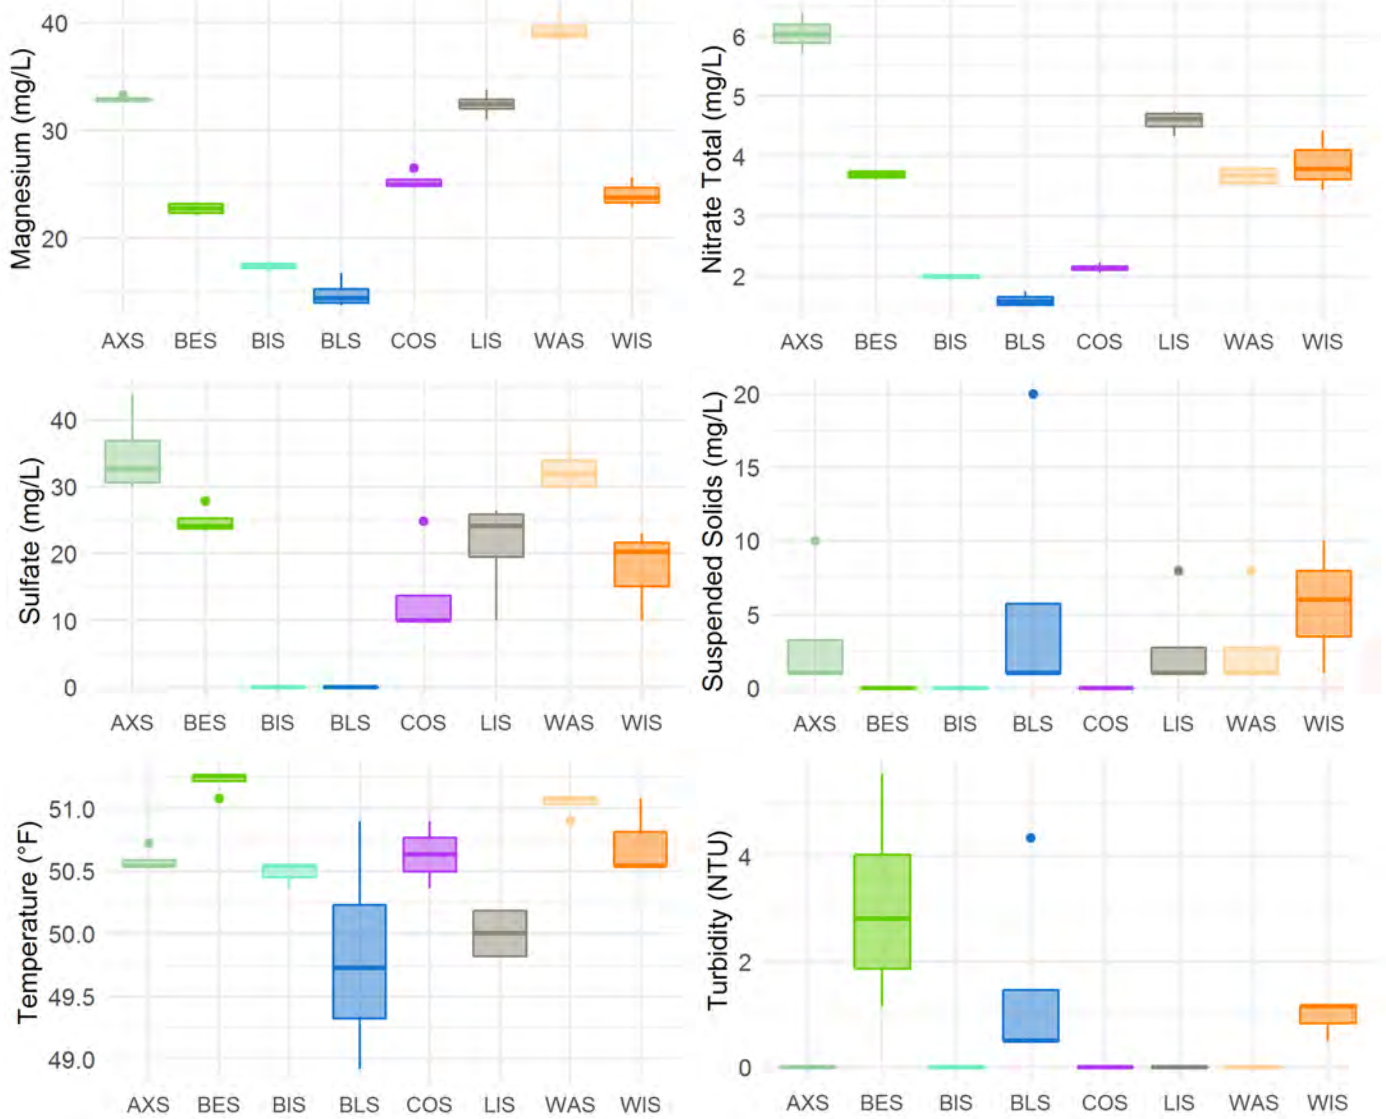 Magnesium (mg/L)
40
30
20
AXS BES BIS BLS COS LIS WAS WIS
Nitrate Total (mg/L)
6
5
4
3
2
AXS BES BIS BLS COS LIS WAS WIS
Sulfate (mg/L)
40
30
20
10
0
AXS BES BIS BLS COS LIS WAS WIS
Suspended Solids (mg/L)
20
15
10
5
0
AXS BES BIS BLS COS LIS WAS WIS
Temperature (°F)
51.0
50.5
50.0
49.5
49.0
AXS BES BIS BLS COS LIS WAS WIS
Turbidity (NTU)
4
2
0
AXS BES BIS BLS COS LIS WAS WIS